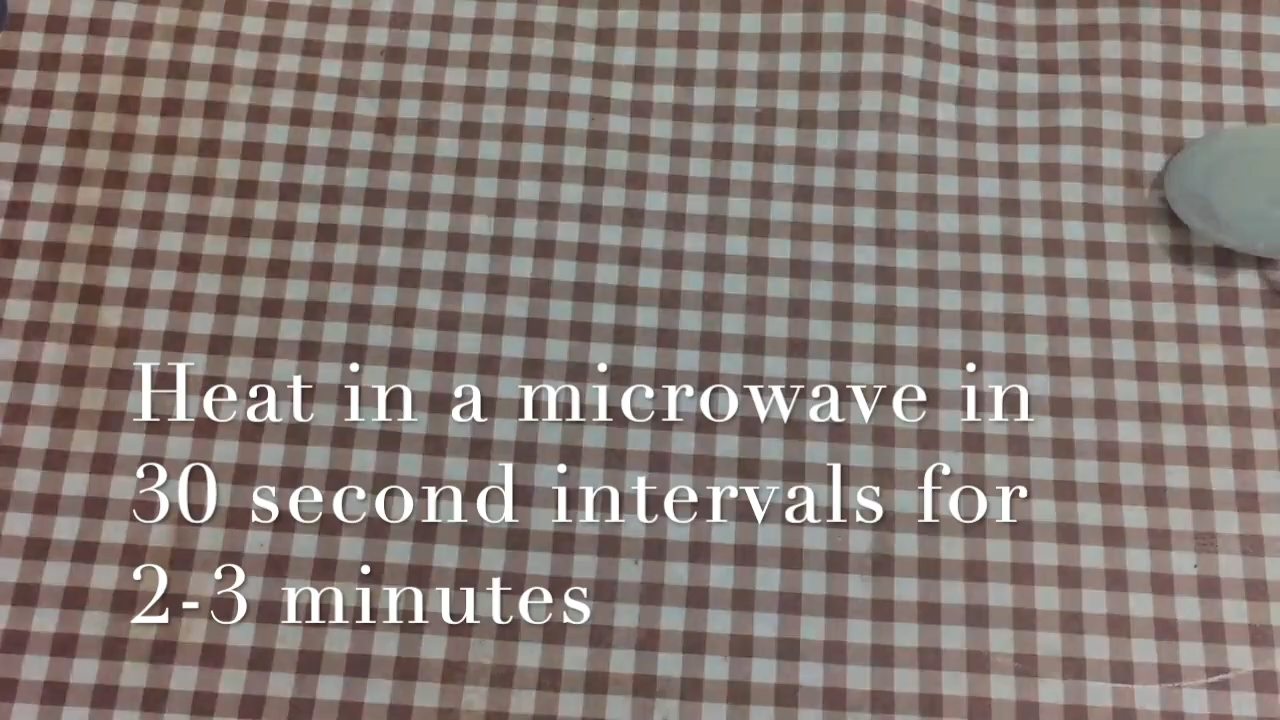 Heat in a microwave in
30 second intervals for
2-3 minutes